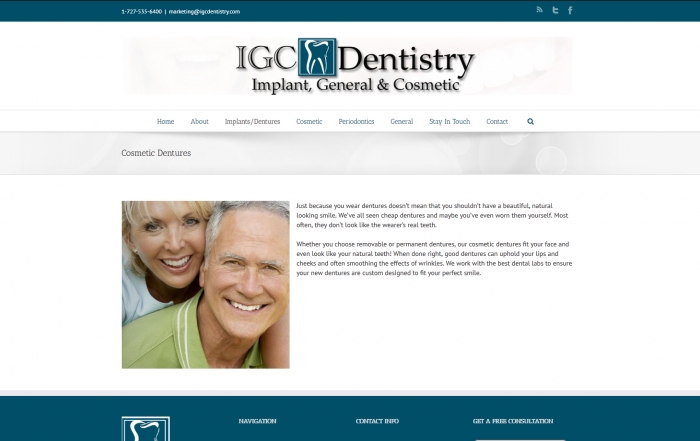 1-727-535-6400 | marketing@igcdentistry.com
IGC Dentistry
Implant, General & Cosmetic
Home About Implants/Dentures Cosmetic Periodontics General Stay In Touch Contact
Cosmetic Dentures
Just because you wear dentures doesn't mean that you shouldn't have a beautiful, natural
looking smile. We've all seen cheap dentures and maybe you've even worn them yourself. Most
often, they don't look like the wearer's real teeth.
Whether you choose removable or permanent dentures, our cosmetic dentures fit your face and
even look like your natural teeth! When done right, good dentures can uphold your lips and
cheeks and often smoothing the effects of wrinkles. We work with the best dental labs to ensure
your new dentures are custom designed to fit your perfect smile.
NAVIGATION CONTACT INFO GET A FREE CONSULTATION